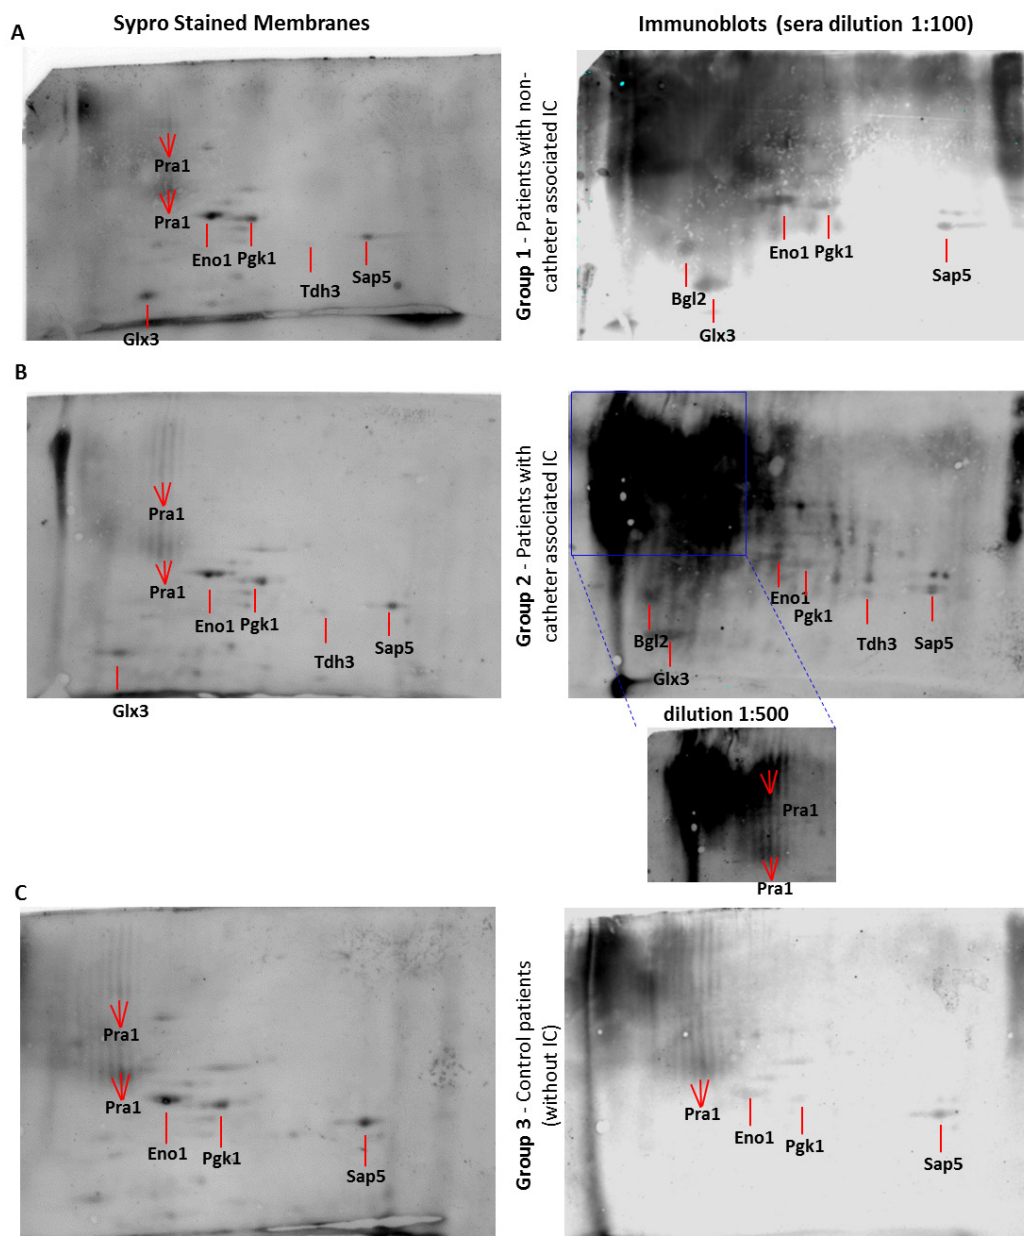 Sypro Stained Membranes
Immunoblots (sera dilution 1:100)
A
Pra1
Pra1
Eno1
Pgk1
Tdh3
Sap5
Glx3
Group 1 - Patients with non-
catheter associated IC
Eno1
Pgk1
Sap5
Bgl2
Glx3
B
Pra1
Pra1
Eno1
Pgk1
Tdh3
Sap5
Glx3
Group 2 - Patients with
catheter associated IC
Eno1
Pgk1
Tdh3
Sap5
Bgl2
Glx3
dilution 1:500
Pra1
Pra1
C
Pra1
Pra1
Eno1
Pgk1
Sap5
Group 3 - Control patients
(without IC)
Pra1
Eno1
Pgk1
Sap5